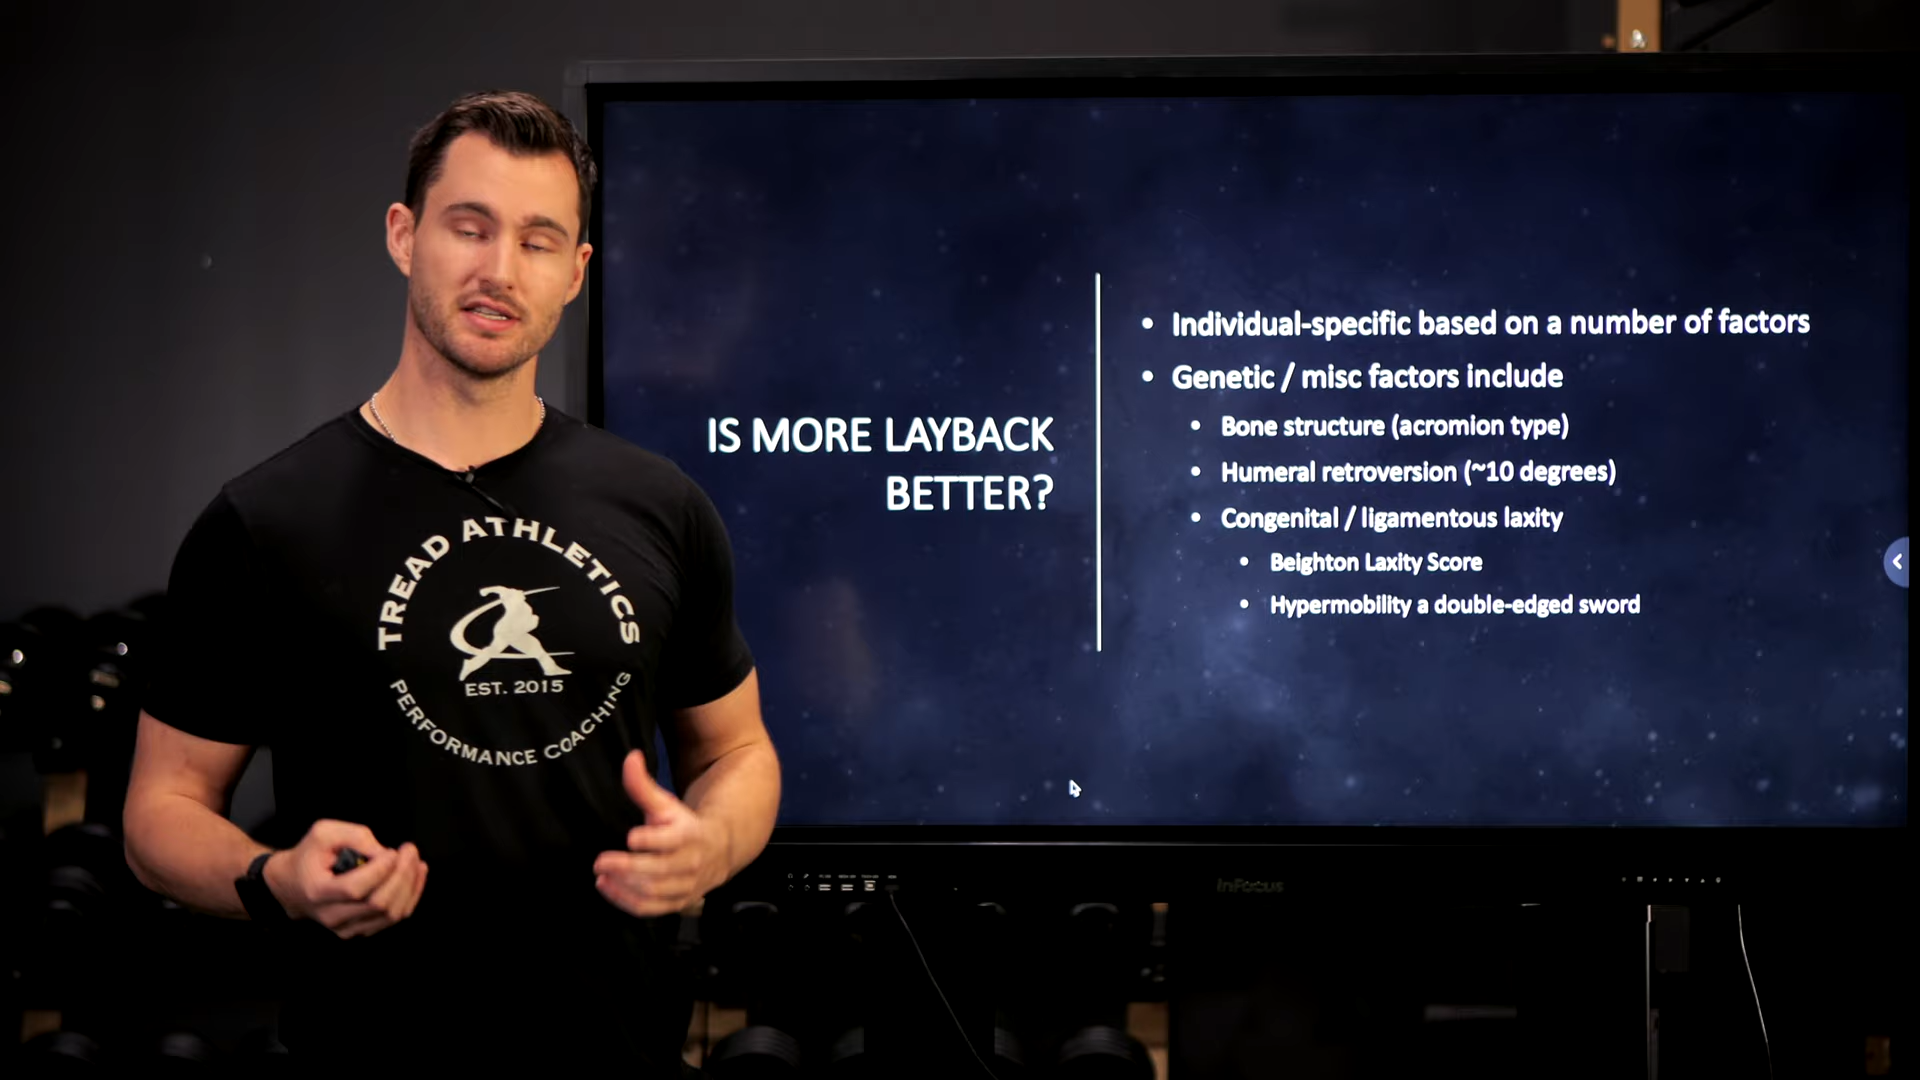 TREAD ATHLETICS
EST. 2015
PERFORMANCE COACHING
IS MORE LAYBACK
BETTER?
• Individual-specific based on a number of factors
• Genetic / misc factors include
• Bone structure (acromion type)
• Humeral retroversion (~10 degrees)
• Congenital / ligamentous laxity
• Beighton Laxity Score
• Hypermobility a double-edged sword
InFocus